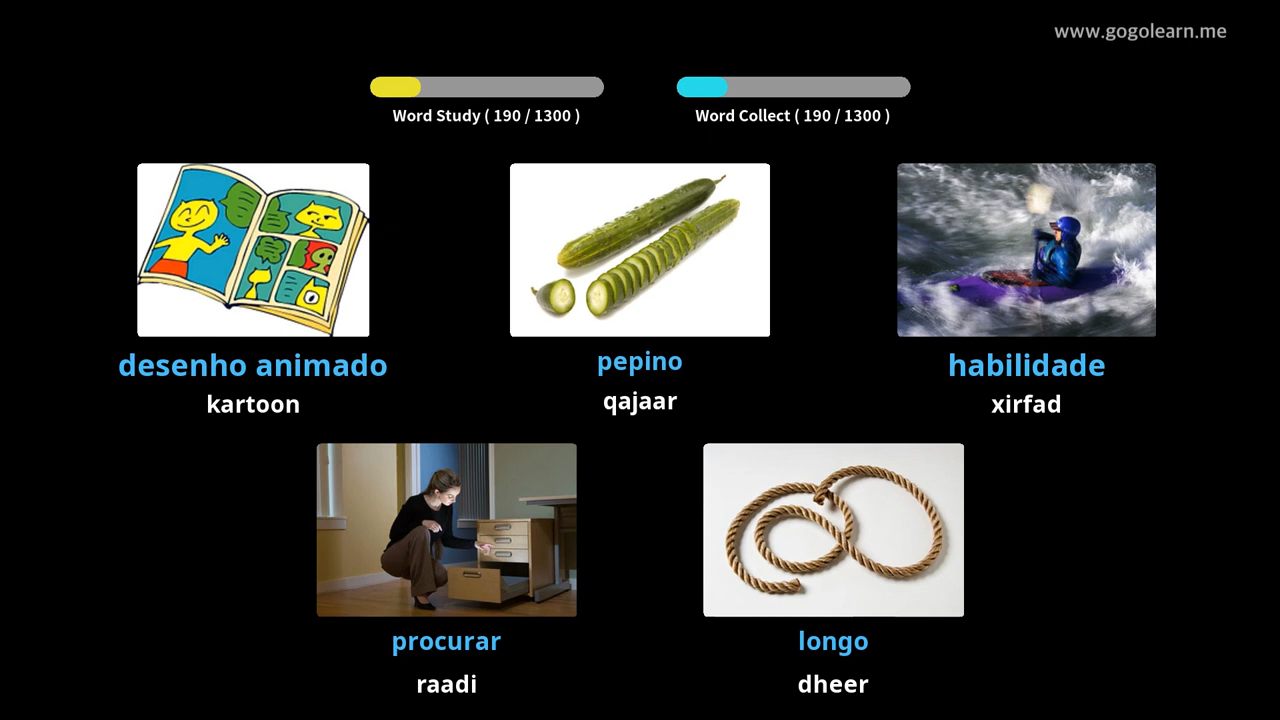 www.gogolearn.me
Word Study ( 190 / 1300 )
Word Collect ( 190 / 1300 )
desenho animado
kartoon
pepino
qajaar
habilidade
xirfad
procurar
raadi
longo
dheer